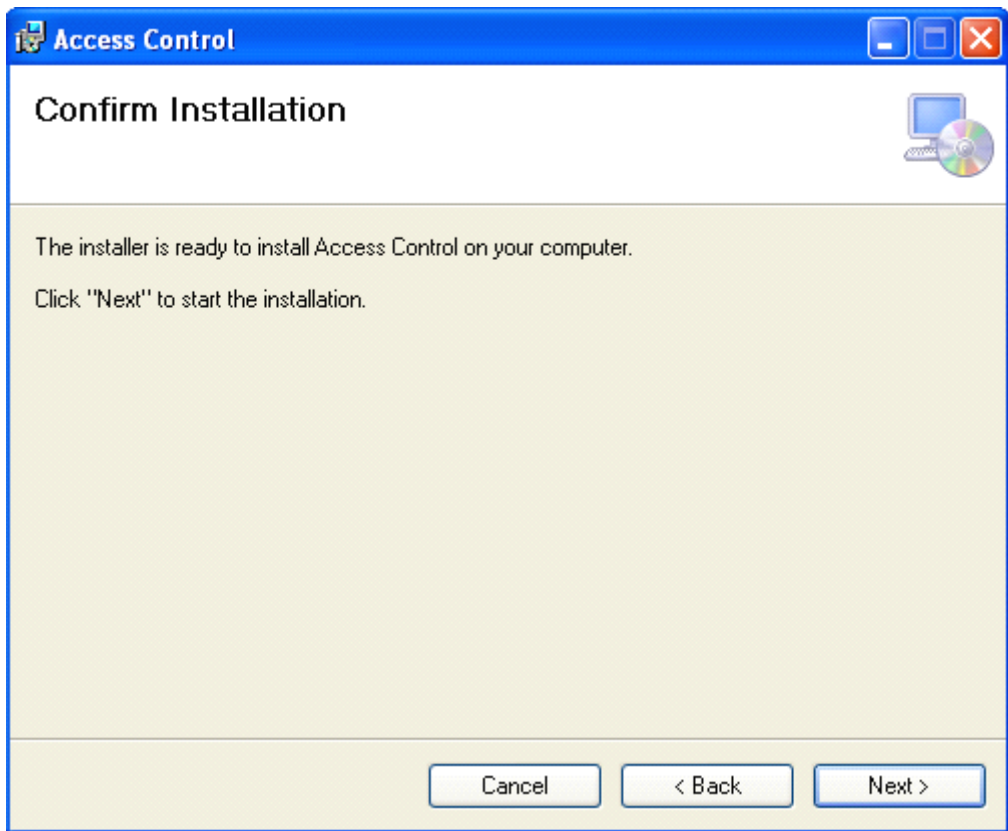 Access Control
Confirm Installation
The installer is ready to install Access Control on your computer.
Click "Next" to start the installation.
Cancel
< Back
Next >